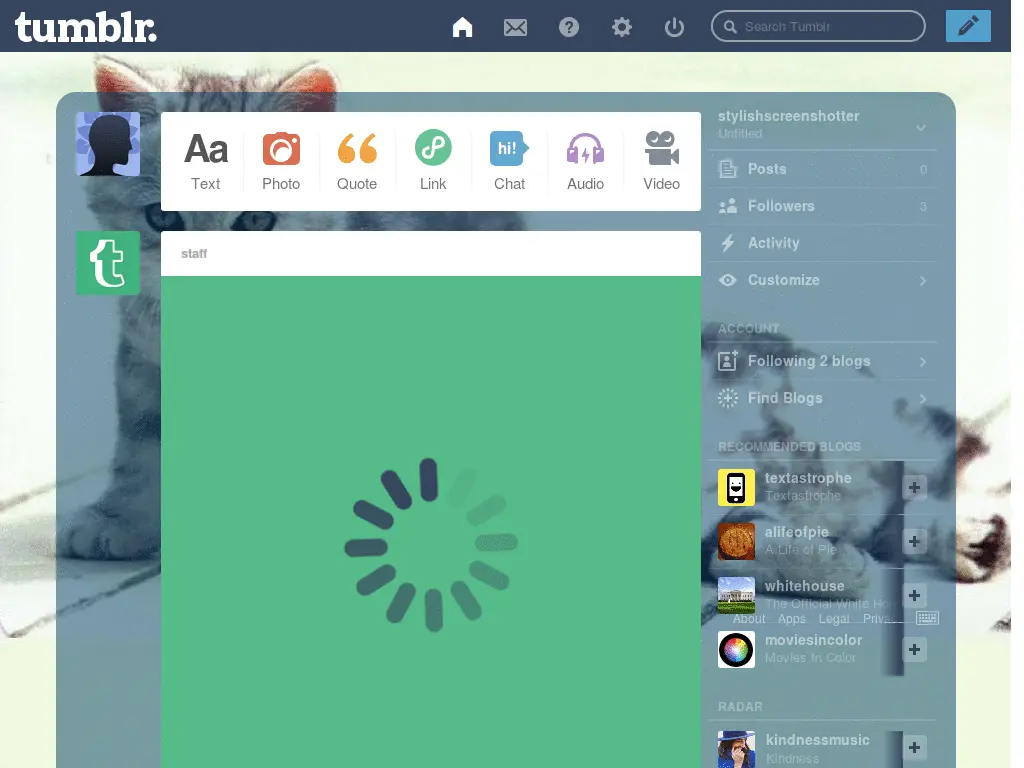 tumblr.
Search Tumblr
Aa
hi!
Text Photo Quote Link Chat Audio Video
stylishscreenshotter
Untitled
Posts 0
Followers 3
Activity
Customize
ACCOUNT
Following 2 blogs
Find Blogs
RECOMMENDED BLOGS
textastrophe
Textastrophe
alifeofpie
A Life of Pie
whitehouse
The Official White Ho
About Apps Legal Priva...
moviesincolor
Movies In Color
RADAR
kindnessmusic
Kindness
t
staff